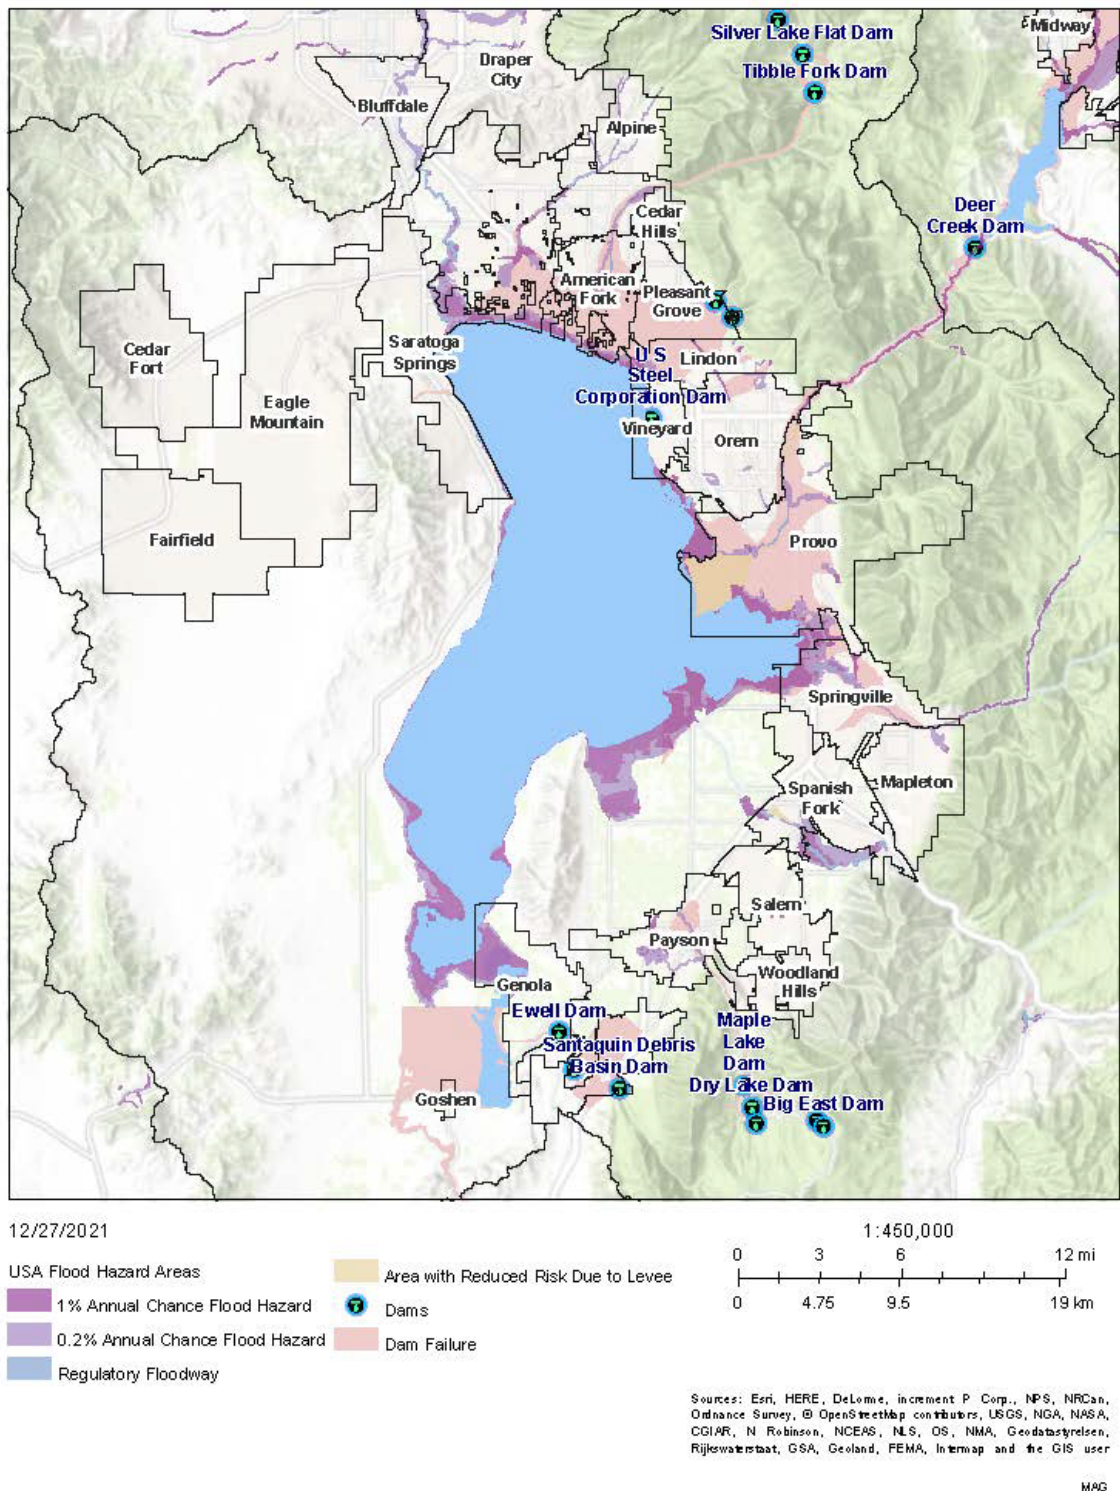 Midway
Silver Lake Flat Dam
Draper
City
Tibble Fork Dam
Bluffdale
Alpine
Deer
Creek Dam
Cedar
Hills
American
Fork
Pleasant
Grove
Saratoga
Springs
Cedar
Fort
Lindon
U S
Steel
Corporation Dam
Eagle
Mountain
Vineyard
Orem
Fairfield
Provo
Springville
Mapleton
Spanish
Fork
Salem
Payson
Woodland
Hills
Genola
Ewell Dam
Maple
Lake
Dam
Santaquin Debris
Basin Dam
Dry Lake Dam
Big East Dam
Goshen
12/27/2021
1:450,000
0 3 6 12 mi
0 4.75 9.5 19 km
USA Flood Hazard Areas
1% Annual Chance Flood Hazard
0.2% Annual Chance Flood Hazard
Regulatory Floodway
Area with Reduced Risk Due to Levee
Dams
Dam Failure
Sources: Esri, HERE, DeLorme, increment P Corp., NPS, NRCan,
Ordnance Survey, © OpenStreetMap contributors, USGS, NGA, NASA,
CGIAR, N Robinson, NCEAS, NLS, OS, NMA, Geodatastyrelsen,
Rijkswaterstaat, GSA, Geoland, FEMA, Intermap and the GIS user
MAG